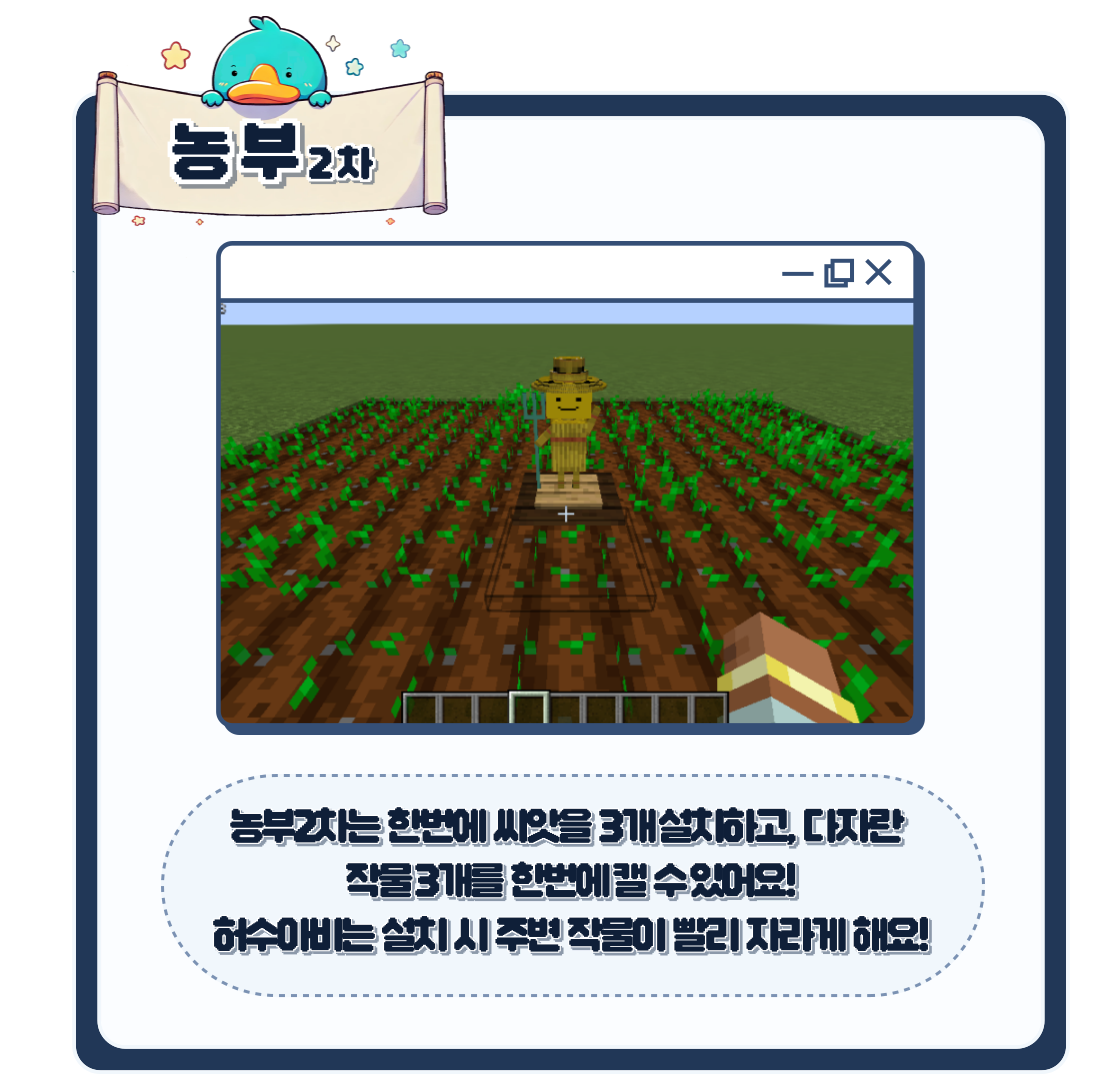 농부 2차
농부2차는 한번에 씨앗을 3개 설치하고, 다자란
작물 3개를 한번에 캘 수 있어요!
허수아비는 설치 시 주변 작물이 빨리 자라게 해요!